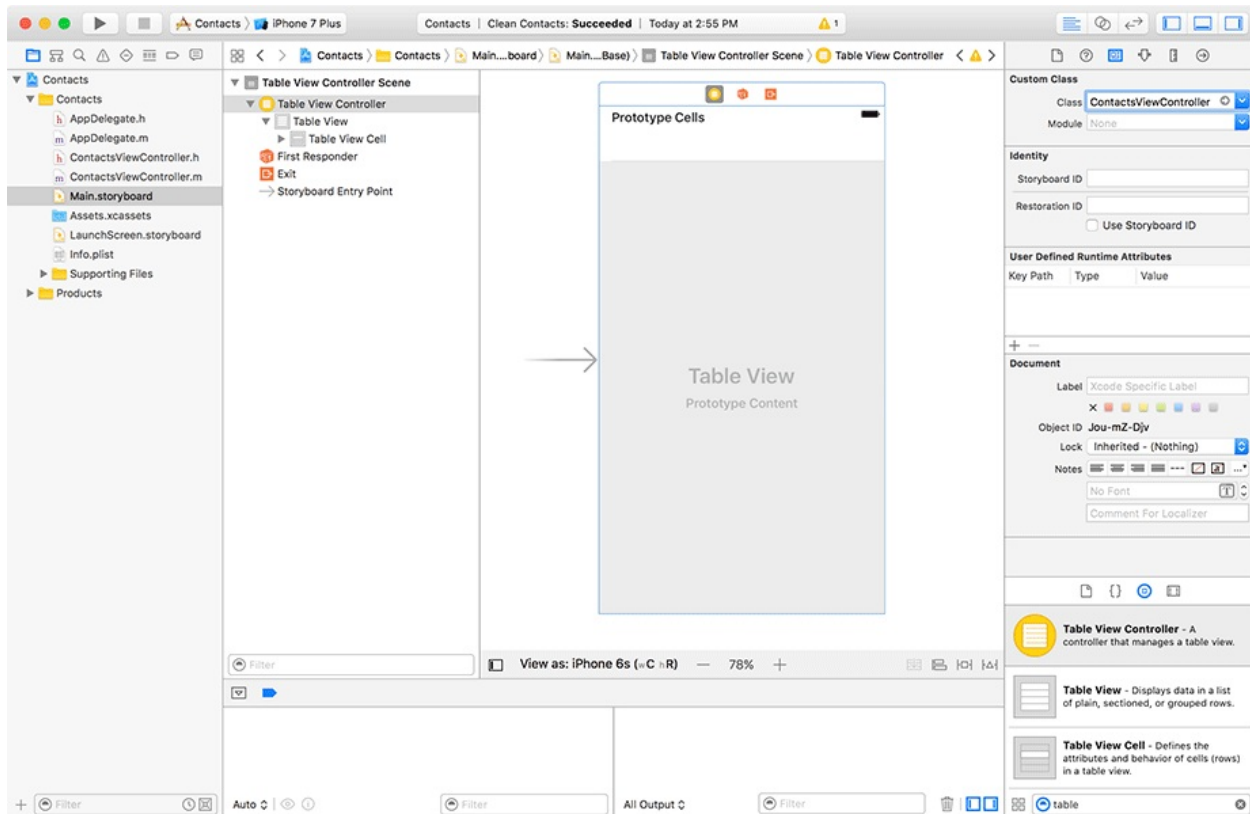 Contacts
iPhone 7 Plus
Contacts | Clean Contacts: Succeeded | Today at 2:55 PM
1
Contacts
Contacts
AppDelegate.h
AppDelegate.m
ContactsViewController.h
ContactsViewController.m
Main.storyboard
Assets.xcassets
LaunchScreen.storyboard
Info.plist
Supporting Files
Products
Filter
Contacts
Contacts
Main....board
Main....Base)
Table View Controller Scene
Table View Controller
Table View Controller Scene
Table View Controller
Table View
Table View Cell
First Responder
Exit
Storyboard Entry Point
Filter
Prototype Cells
Table View
Prototype Content
View as: iPhone 6s (wC hR)
78%
Auto
Filter
All Output
Filter
Custom Class
Class ContactsViewController
Module None
Identity
Storyboard ID
Restoration ID
Use Storyboard ID
User Defined Runtime Attributes
Key Path Type Value
Document
Label Xcode Specific Label
Object ID Jou-mZ-Djv
Lock Inherited - (Nothing)
Notes
No Font
Comment For Localizer
Table View Controller - A
controller that manages a table view.
Table View - Displays data in a list
of plain, sectioned, or grouped rows.
Table View Cell - Defines the
attributes and behavior of cells (rows)
in a table view.
table